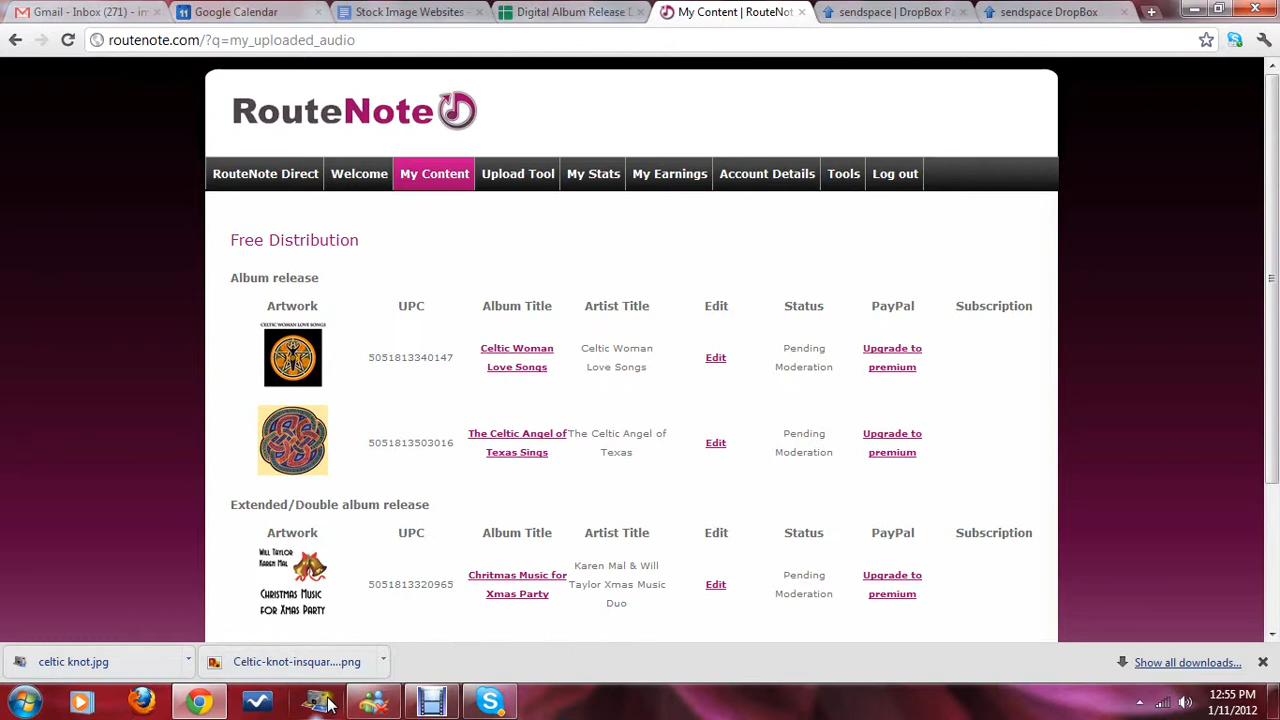 Gmail - Inbox (271) - im
Google Calendar
Stock Image Websites -
Digital Album Release L
My Content | RouteNot
sendspace | DropBox Pa
sendspace DropBox
routenote.com/?q=my_uploaded_audio
RouteNote
RouteNote Direct Welcome My Content Upload Tool My Stats My Earnings Account Details Tools Log out
Free Distribution
Album release
Artwork UPC Album Title Artist Title Edit Status PayPal Subscription
CELTIC WOMAN LOVE SONGS
5051813340147
Celtic Woman
Love Songs
Celtic Woman
Love Songs
Edit
Pending
Moderation
Upgrade to
premium
5051813503016
The Celtic Angel of
Texas Sings
The Celtic Angel of
Texas
Edit
Pending
Moderation
Upgrade to
premium
Extended/Double album release
Artwork UPC Album Title Artist Title Edit Status PayPal Subscription
WILL TAYLOR
KAREN MAL
CHRISTMAS MUSIC
FOR XMAS PARTY
5051813320965
Chritmas Music for
Xmas Party
Karen Mal & Will
Taylor Xmas Music
Duo
Edit
Pending
Moderation
Upgrade to
premium
celtic knot.jpg
Celtic-knot-insquar....png
Show all downloads...
12:55 PM
1/11/2012